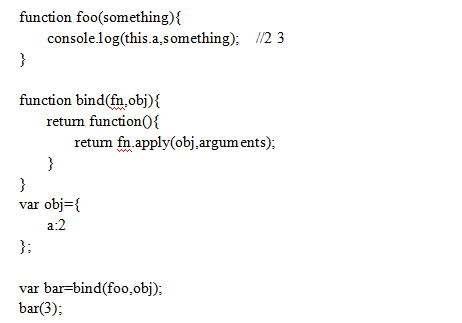 function foo(something){
console.log(this.a,something); //2 3
}
function bind(fn,obj){
return function(){
return fn.apply(obj,arguments);
}
}
var obj={
a:2
};
var bar=bind(foo,obj);
bar(3);